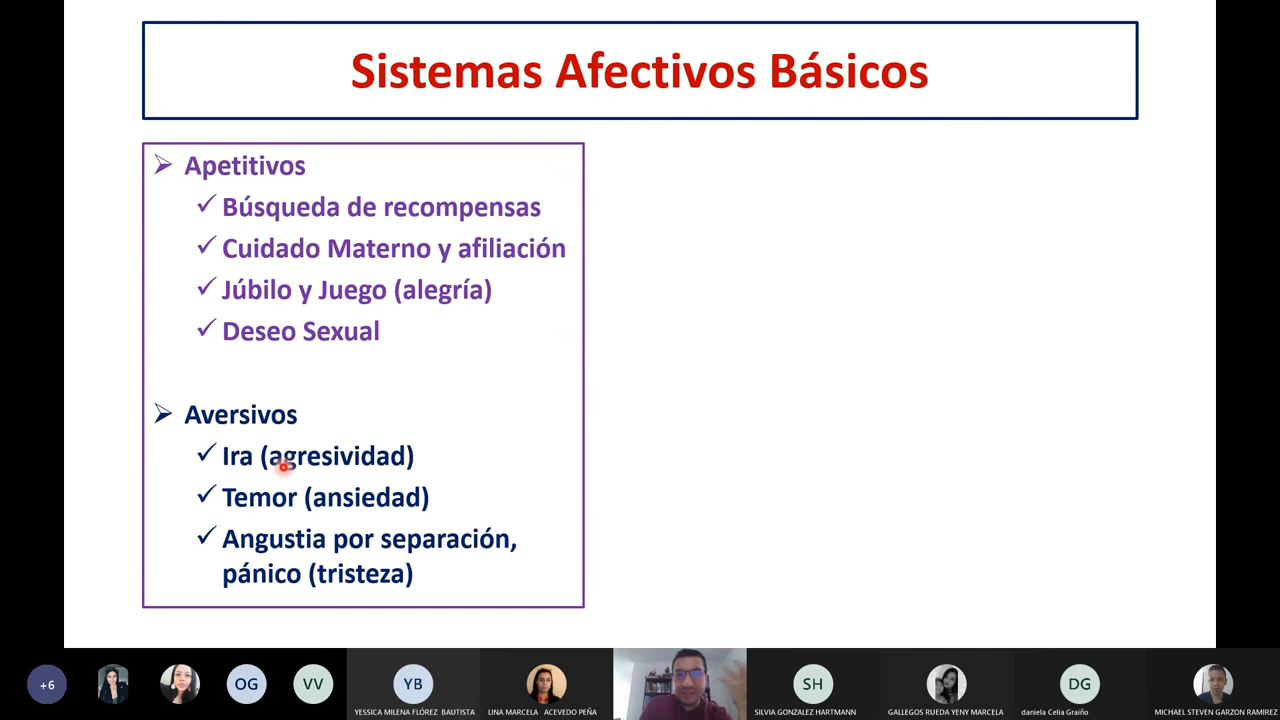 Sistemas Afectivos Básicos
Apetitivos
Búsqueda de recompensas
Cuidado Materno y afiliación
Júbilo y Juego (alegría)
Deseo Sexual
Aversivos
Ira (agresividad)
Temor (ansiedad)
Angustia por separación,
pánico (tristeza)
+6
OG
VV
YB
SH
DG
YESSICA MILENA FLÓREZ BAUTISTA
LINA MARCELA ACEVEDO PEÑA
SILVIA GONZALEZ HARTMANN
GALLEGOS RUEDA YENY MARCELA
daniela Celia Graiño
MICHAEL STEVEN GARZON RAMIREZ